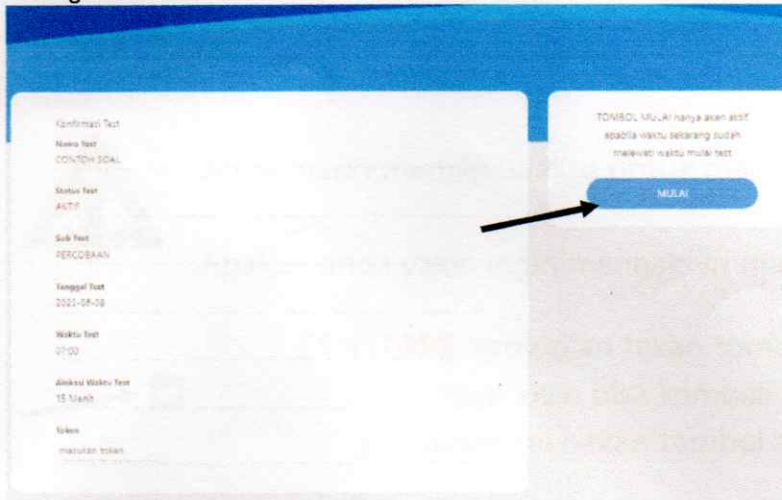 Konfirmasi Test
Nama Test
CONTOH SOAL
Status Test
AKTIF
Sub Test
PERCOBAAN
Tanggal Test
Waktu Test
07:00
Alokasi Waktu Test
15 Menit
Token
masukan token
TOMBOL MULAI hanya akan aktif
apabila waktu sekarang sudah
melewati waktu mulai test
MULAI